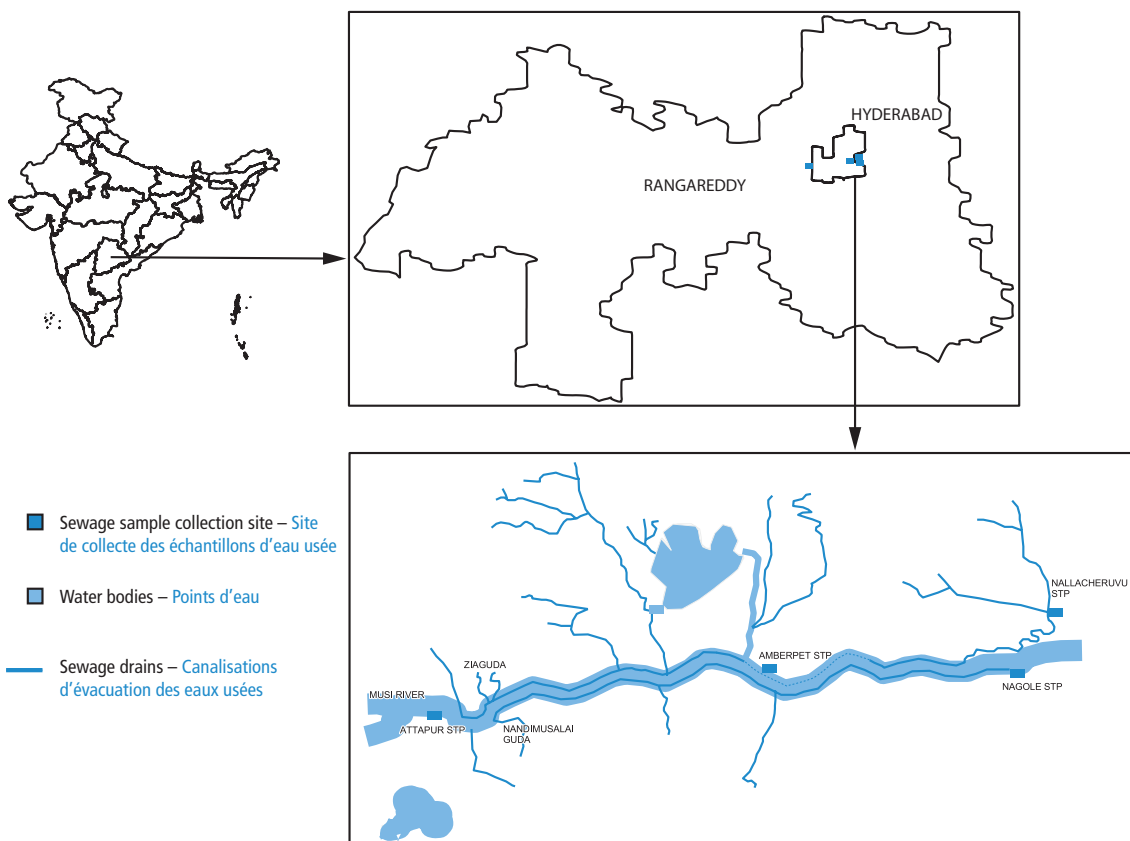 HYDERABAD
RANGAREDDY
Sewage sample collection site – Site
de collecte des échantillons d'eau usée
Water bodies – Points d'eau
Sewage drains – Canalisations
d'évacuation des eaux usées
NALLACHERUVU
STP
AMBERPET STP
ZIAGUDA
NAGOLE STP
MUSI RIVER
ATTAPUR STP
NANDIMUSALAI
GUDA